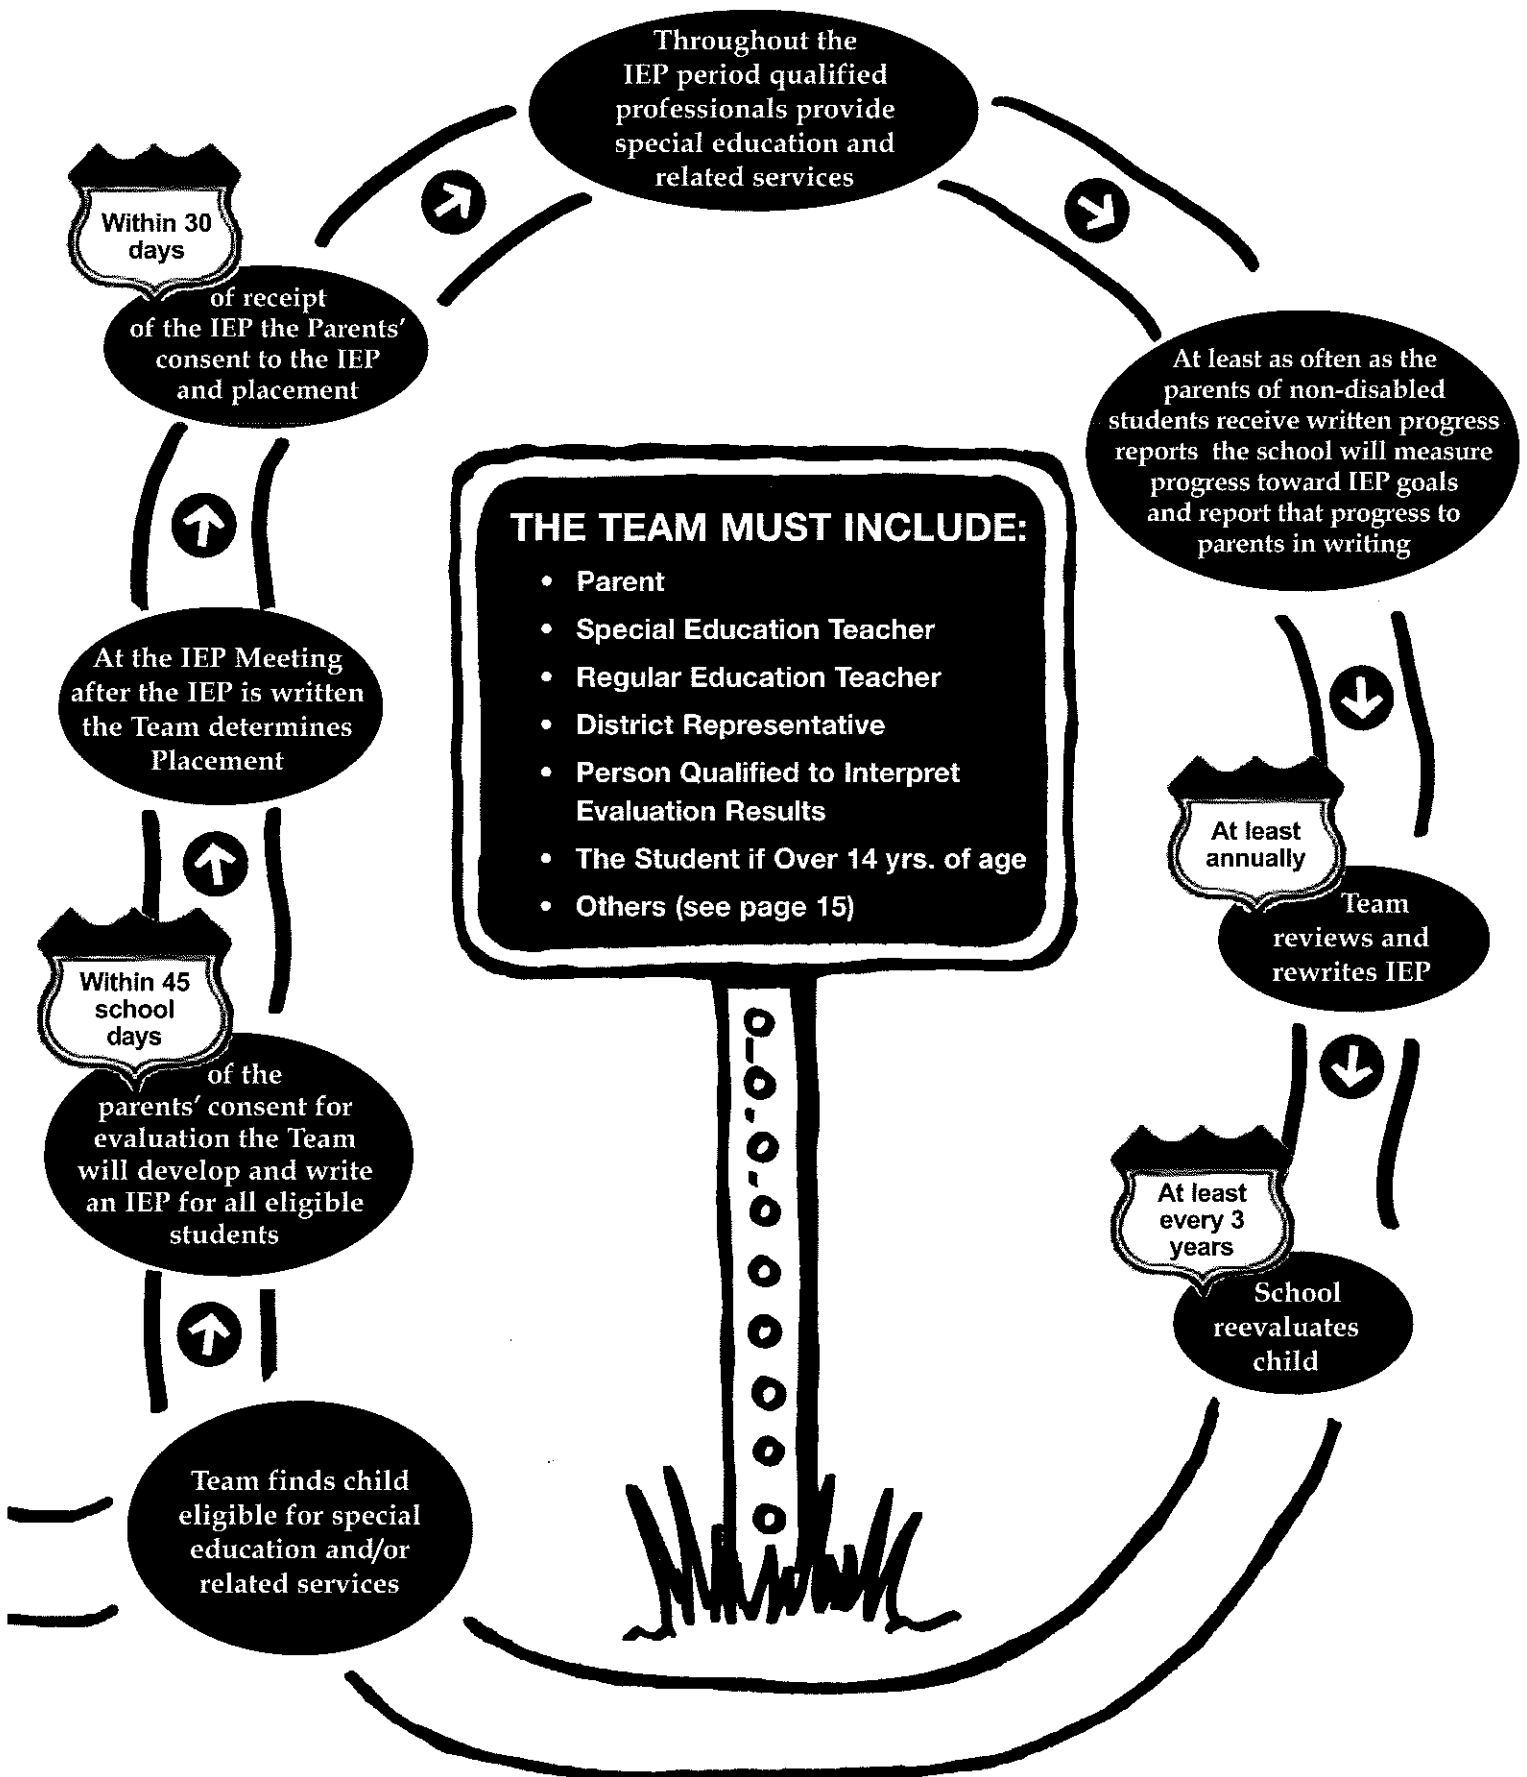 Throughout the
IEP period qualified
professionals provide
special education and
related services
Within 30
days
of receipt
of the IEP the Parents'
consent to the IEP
and placement
At least as often as the
parents of non-disabled
students receive written progress
reports the school will measure
progress toward IEP goals
and report that progress to
parents in writing
THE TEAM MUST INCLUDE:
• Parent
• Special Education Teacher
• Regular Education Teacher
• District Representative
• Person Qualified to Interpret
Evaluation Results
• The Student if Over 14 yrs. of age
• Others (see page 15)
At the IEP Meeting
after the IEP is written
the Team determines
Placement
At least
annually
Team
reviews and
rewrites IEP
Within 45
school
days
of the
parents' consent for
evaluation the Team
will develop and write
an IEP for all eligible
students
At least
every 3
years
School
reevaluates
child
Team finds child
eligible for special
education and/or
related services